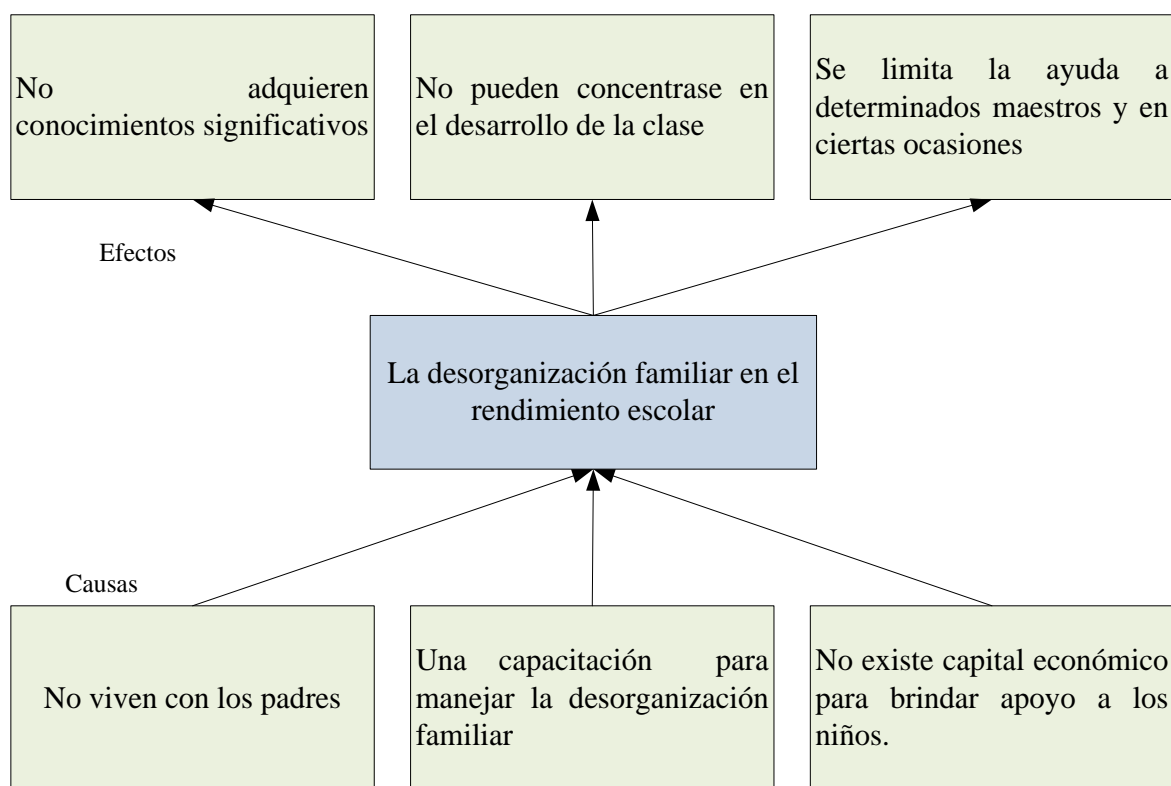 No adquieren
conocimientos significativos
No pueden concentrase en
el desarrollo de la clase
Se limita la ayuda a
determinados maestros y en
ciertas ocasiones
Efectos
La desorganización familiar en el
rendimiento escolar
Causas
No viven con los padres
Una capacitación para
manejar la desorganización
familiar
No existe capital económico
para brindar apoyo a los
niños.